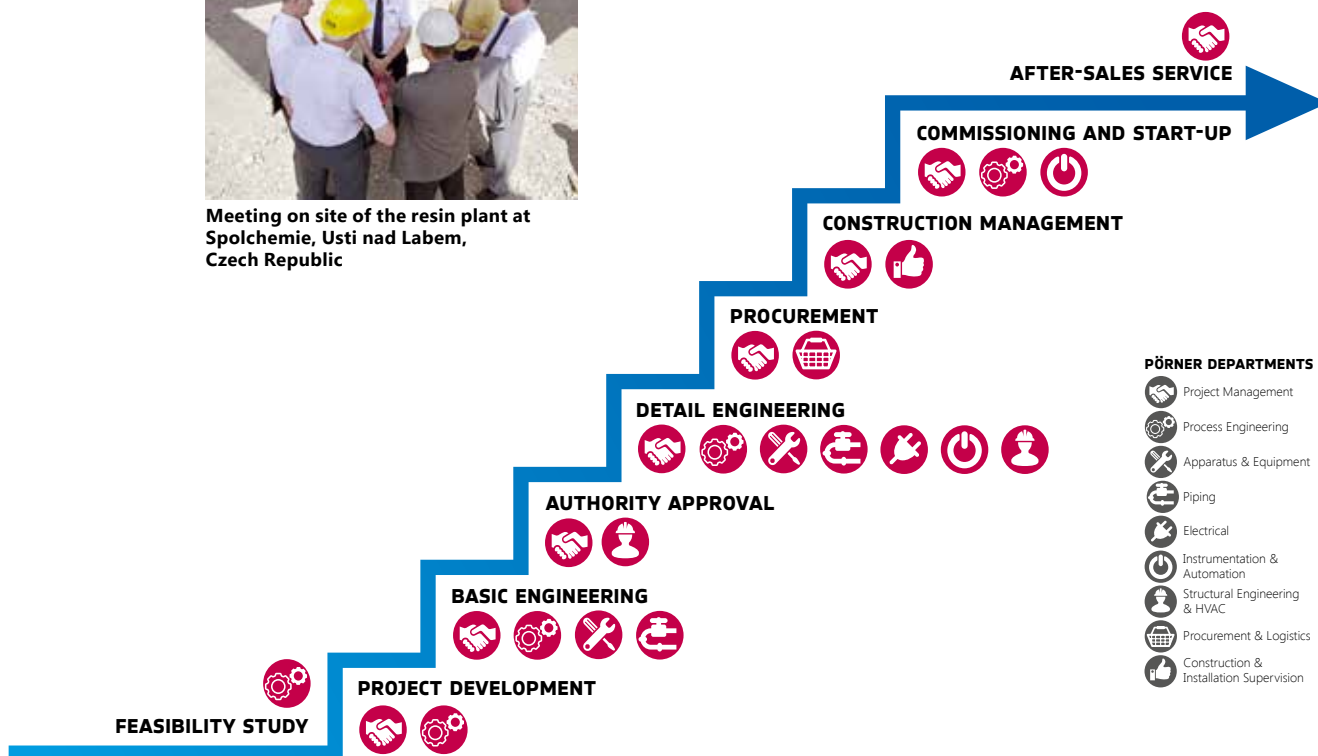 Meeting on site of the resin plant at
Spolchemie, Usti nad Labem,
Czech Republic
AFTER-SALES SERVICE
COMMISSIONING AND START-UP
CONSTRUCTION MANAGEMENT
PROCUREMENT
DETAIL ENGINEERING
AUTHORITY APPROVAL
BASIC ENGINEERING
PROJECT DEVELOPMENT
FEASIBILITY STUDY
PÖRNER DEPARTMENTS
Project Management
Process Engineering
Apparatus & Equipment
Piping
Electrical
Instrumentation &
Automation
Structural Engineering
& HVAC
Procurement & Logistics
Construction &
Installation Supervision